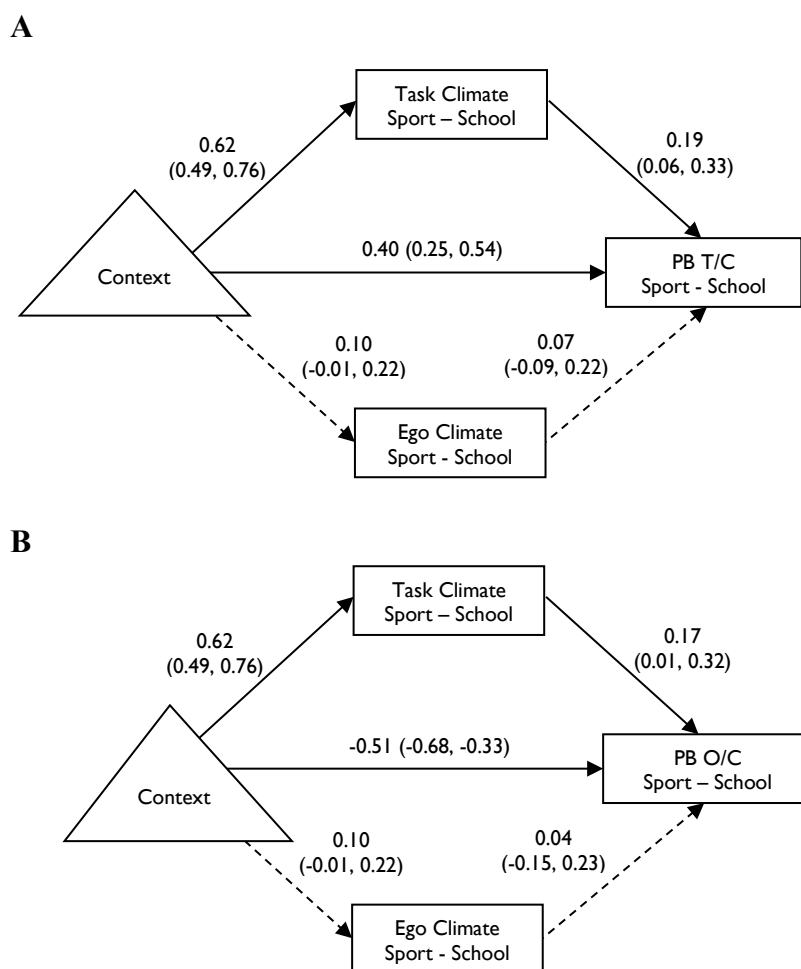 A
Task Climate
Sport – School
0.62
(0.49, 0.76)
0.19
(0.06, 0.33)
0.40 (0.25, 0.54)
Context
PB T/C
Sport - School
0.10
(-0.01, 0.22)
0.07
(-0.09, 0.22)
Ego Climate
Sport - School
B
Task Climate
Sport – School
0.62
(0.49, 0.76)
0.17
(0.01, 0.32)
-0.51 (-0.68, -0.33)
Context
PB O/C
Sport – School
0.10
(-0.01, 0.22)
0.04
(-0.15, 0.23)
Ego Climate
Sport - School